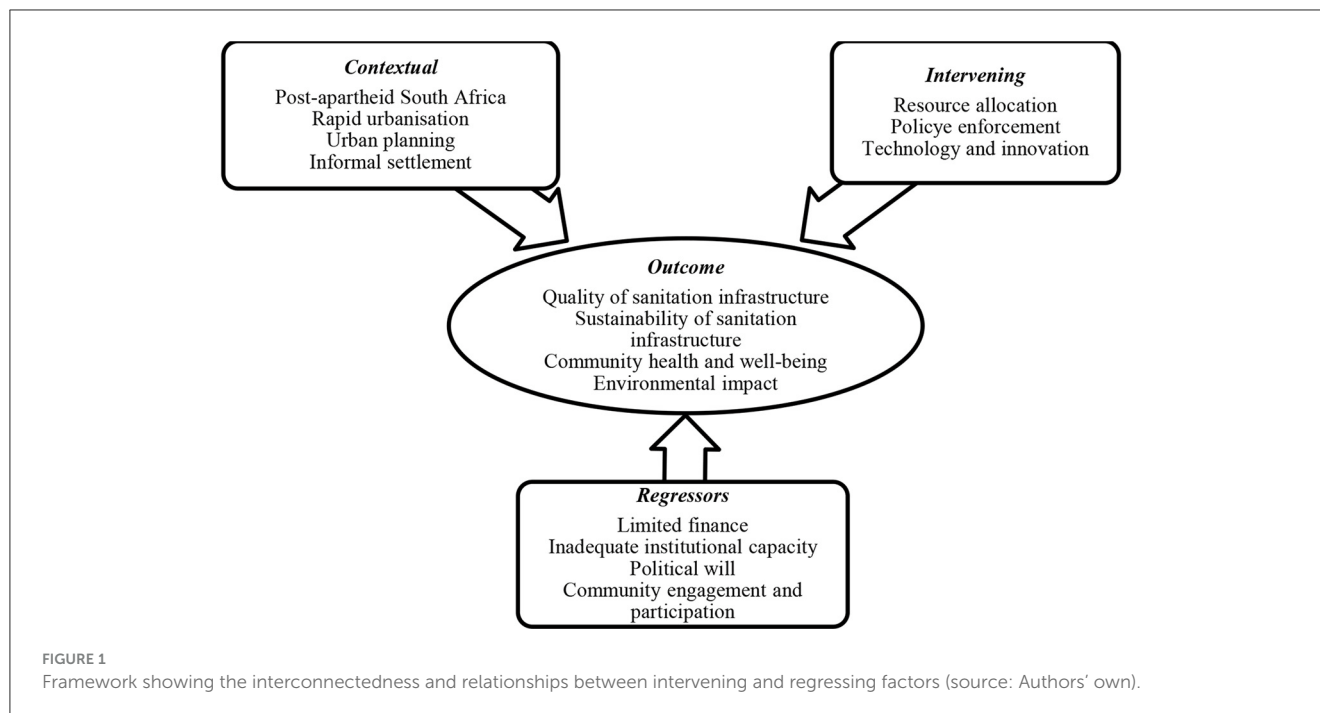 Contextual
Post-apartheid South Africa
Rapid urbanisation
Urban planning
Informal settlement
Intervening
Resource allocation
Policye enforcement
Technology and innovation
Outcome
Quality of sanitation infrastructure
Sustainability of sanitation
infrastructure
Community health and well-being
Environmental impact
Regressors
Limited finance
Inadequate institutional capacity
Political will
Community engagement and
participation
FIGURE 1
Framework showing the interconnectedness and relationships between intervening and regressing factors (source: Authors’ own).